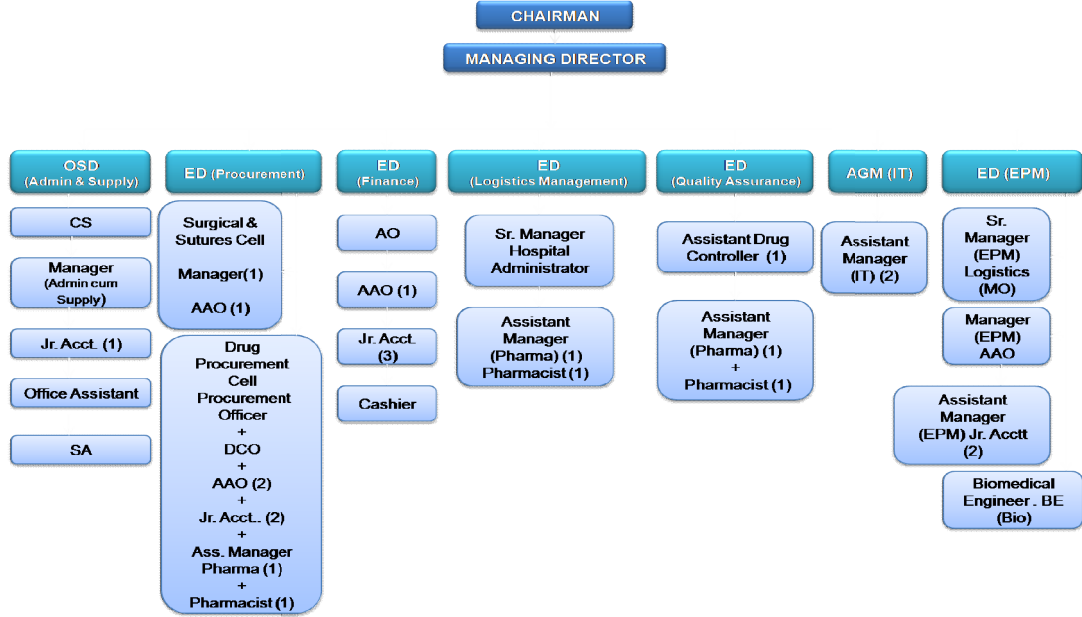 CHAIRMAN
MANAGING DIRECTOR
OSD
(Admin & Supply)
CS
Manager
(Admin cum
Supply)
Jr. Acct. (1)
Office Assistant
SA
ED (Procurement)
Surgical &
Sutures Cell
Manager(1)
AAO (1)
Drug
Procurement
Cell
Procurement
Officer
+
DCO
+
AAO (2)
+
Jr. Acct.. (2)
+
Ass. Manager
Pharma (1)
+
Pharmacist (1)
ED
(Finance)
AO
AAO (1)
Jr. Acct.
(3)
Cashier
ED
(Logistics Management)
Sr. Manager
Hospital
Administrator
Assistant
Manager
(Pharma) (1)
Pharmacist (1)
ED
(Quality Assurance)
Assistant Drug
Controller (1)
Assistant
Manager
(Pharma) (1)
+
Pharmacist (1)
AGM (IT)
Assistant
Manager
(IT) (2)
ED (EPM)
Sr.
Manager
(EPM)
Logistics
(MO)
Manager
(EPM)
AAO
Assistant
Manager
(EPM) Jr. Acctt
(2)
Biomedical
Engineer . BE
(Bio)